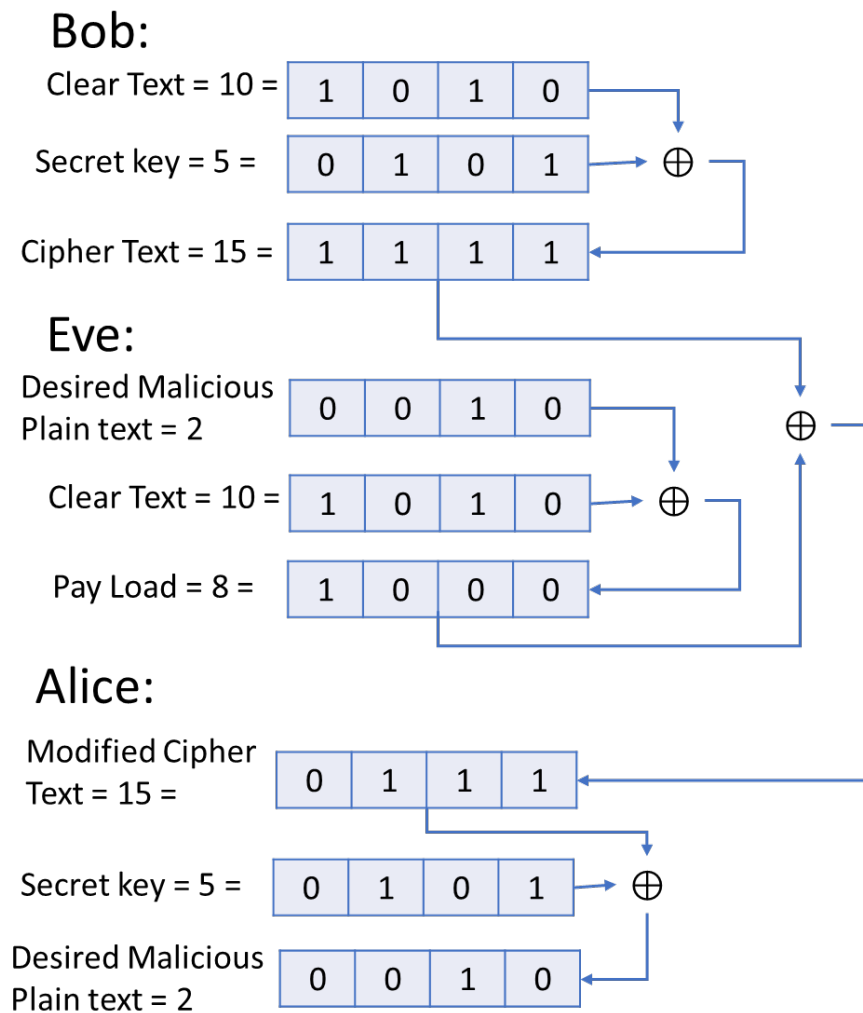 Bob:
Clear Text = 10 = 1 0 1 0
Secret key = 5 = 0 1 0 1
Cipher Text = 15 = 1 1 1 1
Eve:
Desired Malicious
Plain text = 2 0 0 1 0
Clear Text = 10 = 1 0 1 0
Pay Load = 8 = 1 0 0 0
Alice:
Modified Cipher
Text = 15 = 0 1 1 1
Secret key = 5 = 0 1 0 1
Desired Malicious
Plain text = 2 0 0 1 0